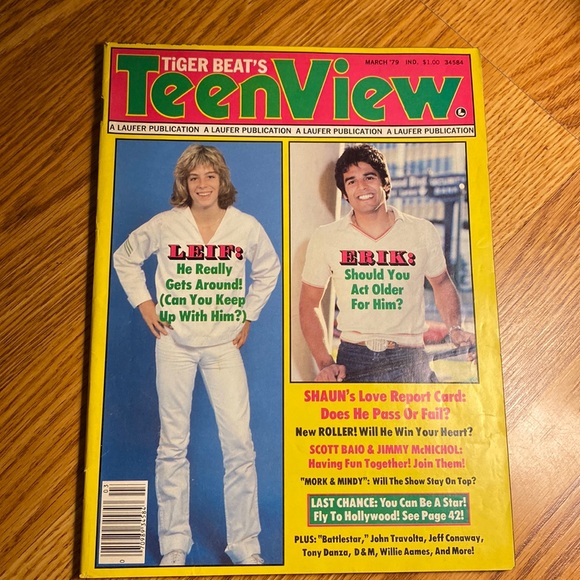 TiGER BEAT'S
TeenView
MARCH '79 IND. $1.00 34564
A LAUFER PUBLICATION A LAUFER PUBLICATION A LAUFER PUBLICATION A LAUFER PUBLICATION
LEIF:
He Really
Gets Around!
(Can You Keep
Up With Him?)
ERIK:
Should You
Act Older
For Him?
SHAUN's Love Report Card:
Does He Pass Or Fail?
New ROLLER! Will He Win Your Heart?
SCOTT BAIO & JIMMY McNICHOL:
Having Fun Together! Join Them!
"MORK & MINDY": Will The Show Stay On Top?
LAST CHANCE: You Can Be A Star!
Fly To Hollywood! See Page 42!
PLUS: "Battlestar," John Travolta, Jeff Conaway,
Tony Danza, D&M, Willie Aames, And More!
03